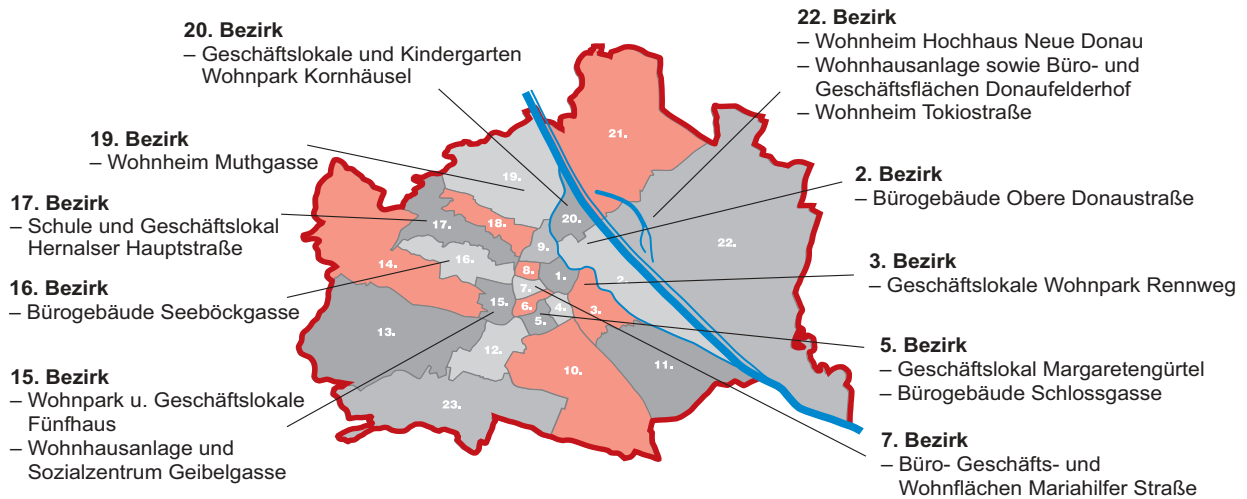 20. Bezirk
– Geschäftslokale und Kindergarten
Wohnpark Kornhäusel
19. Bezirk
– Wohnheim Muthgasse
17. Bezirk
– Schule und Geschäftslokal
Hernalser Hauptstraße
16. Bezirk
– Bürogebäude Seeböckgasse
15. Bezirk
– Wohnpark u. Geschäftslokale
Fünfhaus
– Wohnhausanlage und
Sozialzentrum Geibelgasse
22. Bezirk
– Wohnheim Hochhaus Neue Donau
– Wohnhausanlage sowie Büro- und
Geschäftsflächen Donaufelderhof
– Wohnheim Tokiostraße
2. Bezirk
– Bürogebäude Obere Donaustraße
3. Bezirk
– Geschäftslokale Wohnpark Rennweg
5. Bezirk
– Geschäftslokal Margaretengürtel
– Bürogebäude Schlossgasse
7. Bezirk
– Büro- Geschäfts- und
Wohnflächen Mariahilfer Straße
21.
19.
20.
17.
18.
9.
22.
16.
14.
8.
1.
2.
7.
15.
6.
4.
3.
5.
13.
12.
11.
10.
23.